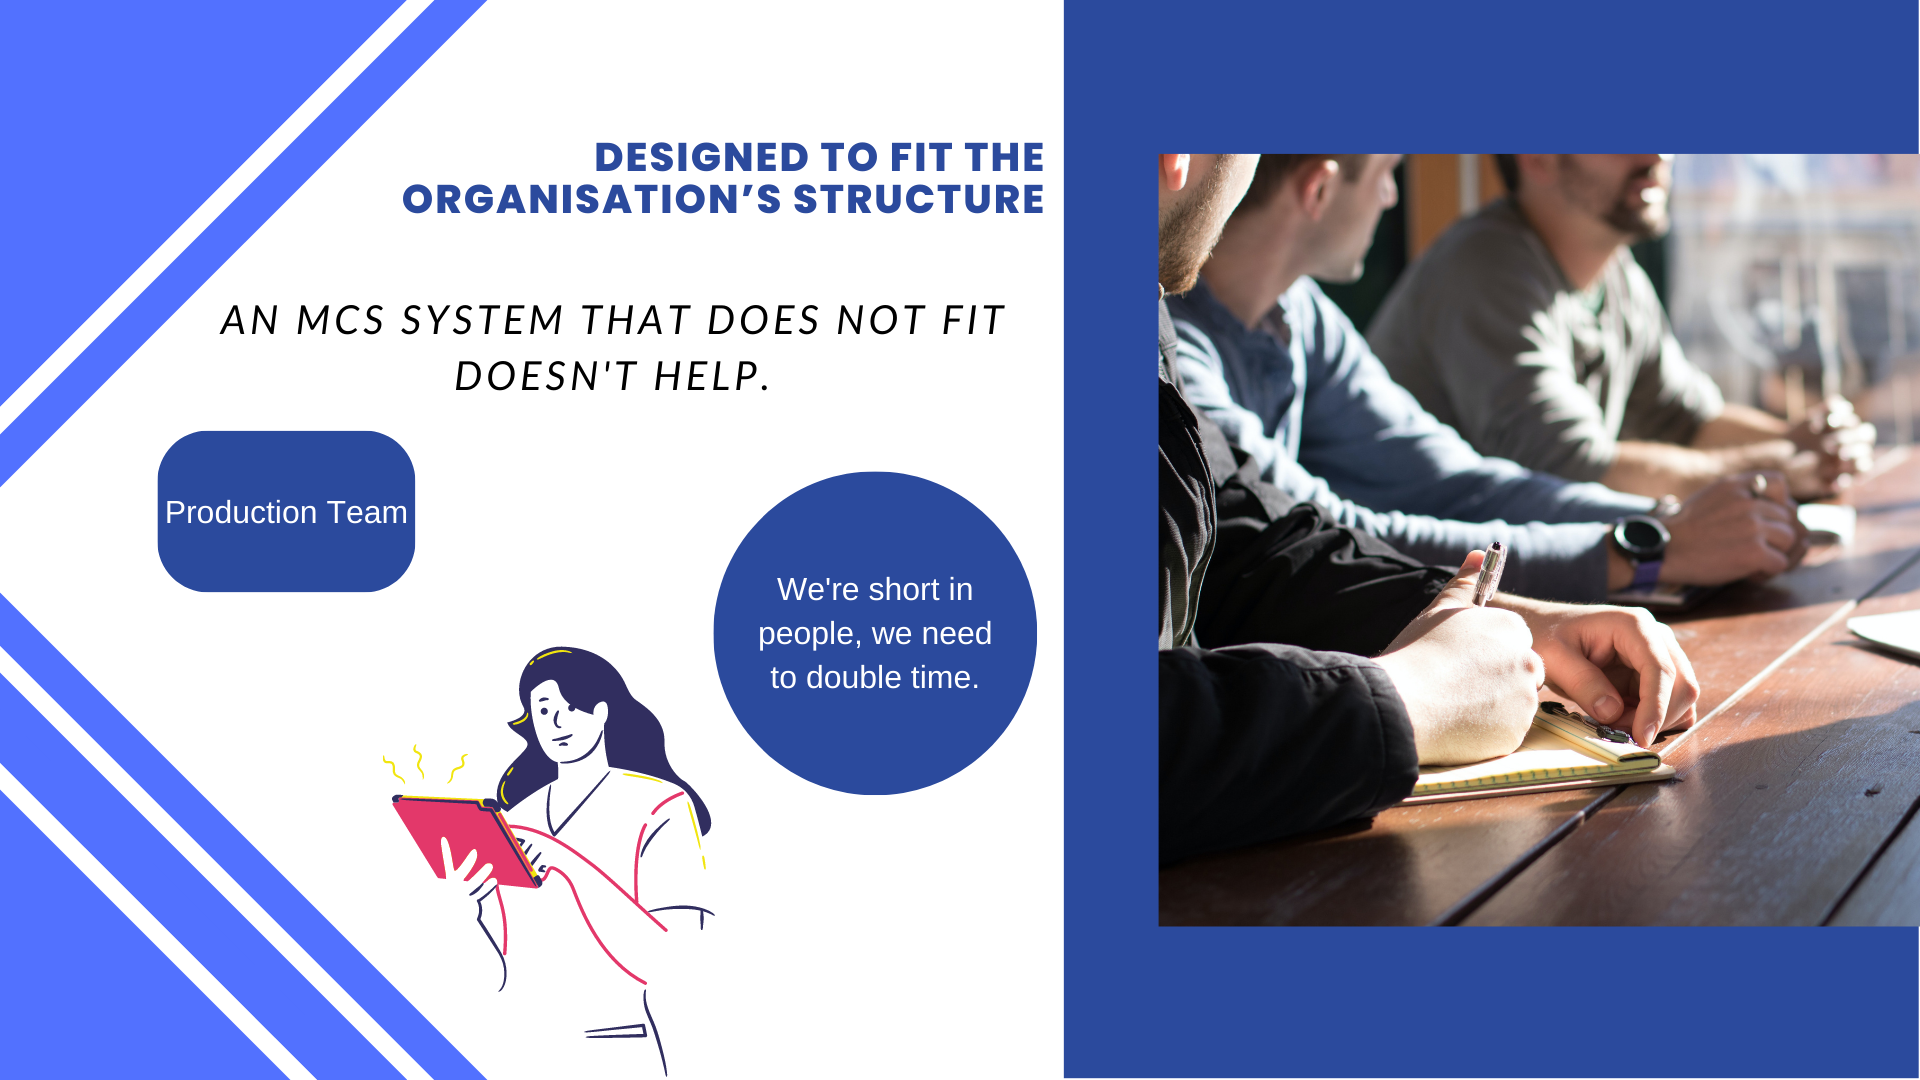 DESIGNED TO FIT THE
ORGANISATION’S STRUCTURE
AN MCS SYSTEM THAT DOES NOT FIT
DOESN'T HELP.
Production Team
We're short in
people, we need
to double time.